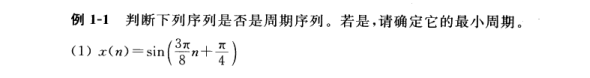 例 1-1 判断下列序列是否是周期序列。若是,请确定它的最小周期。
(1) x(n)=sin(3π/8 n+π/4)